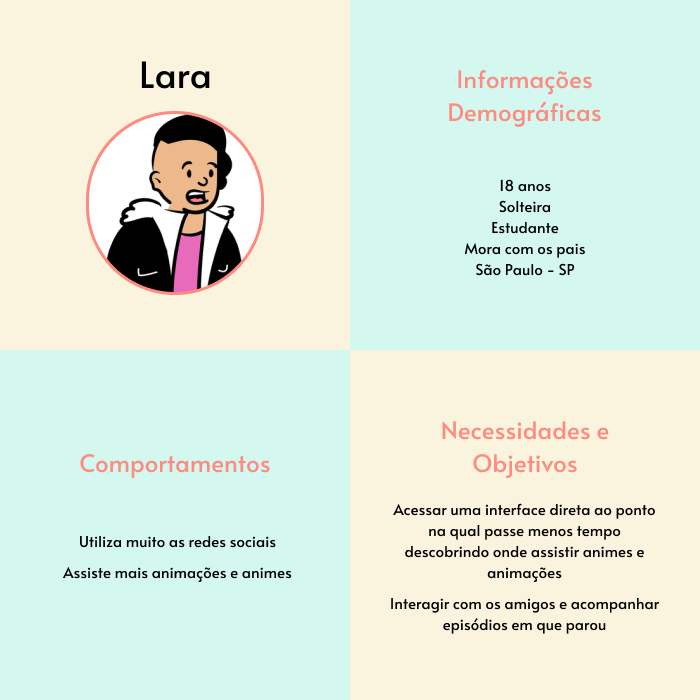 Lara
Informações
Demográficas
18 anos
Solteira
Estudante
Mora com os pais
São Paulo - SP
Comportamentos
Utiliza muito as redes sociais
Assiste mais animações e animes
Necessidades e
Objetivos
Acessar uma interface direta ao ponto
na qual passe menos tempo
descobrindo onde assistir animes e
animações
Interagir com os amigos e acompanhar
episódios em que parou